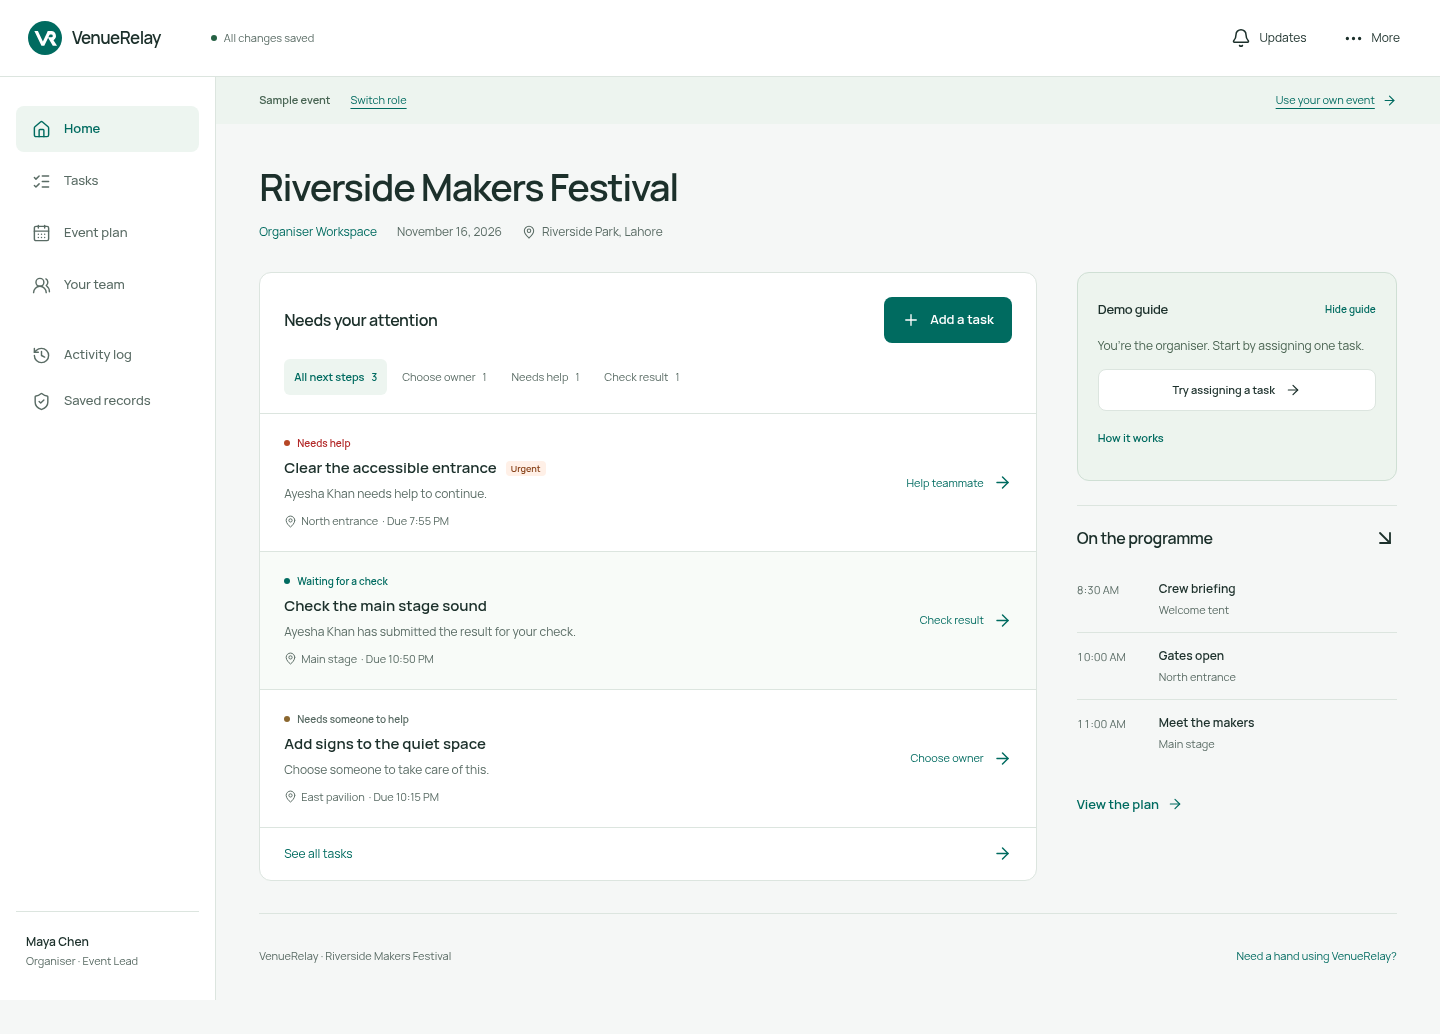 VR VenueRelay
All changes saved
Updates
More
Home
Tasks
Event plan
Your team
Activity log
Saved records
Maya Chen
Organiser · Event Lead
Sample event
Switch role
Use your own event
Riverside Makers Festival
Organiser Workspace
November 16, 2026
Riverside Park, Lahore
Needs your attention
Add a task
All next steps 3
Choose owner 1
Needs help 1
Check result 1
Needs help
Clear the accessible entrance Urgent
Ayesha Khan needs help to continue.
North entrance · Due 7:55 PM
Help teammate
Waiting for a check
Check the main stage sound
Ayesha Khan has submitted the result for your check.
Main stage · Due 10:50 PM
Check result
Needs someone to help
Add signs to the quiet space
Choose someone to take care of this.
East pavilion · Due 10:15 PM
Choose owner
See all tasks
Demo guide
Hide guide
You're the organiser. Start by assigning one task.
Try assigning a task
How it works
On the programme
8:30 AM
Crew briefing
Welcome tent
10:00 AM
Gates open
North entrance
11:00 AM
Meet the makers
Main stage
View the plan
VenueRelay · Riverside Makers Festival
Need a hand using VenueRelay?